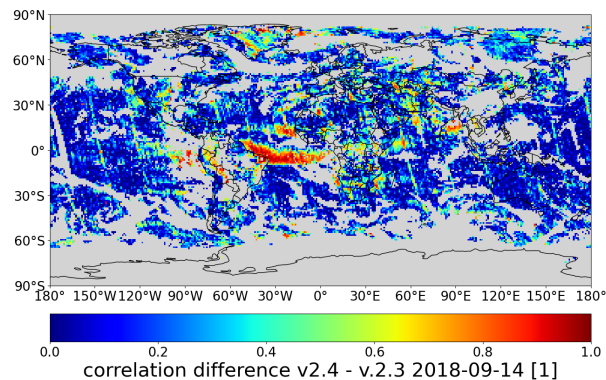 90°N
60°N
30°N
0°
30°S
60°S
90°S
180°150°W120°W90°W 60°W 30°W 0° 30°E 60°E 90°E 120°E 150°E 180°
0.0 0.2 0.4 0.6 0.8 1.0
correlation difference v2.4 - v.2.3 2018-09-14 [1]